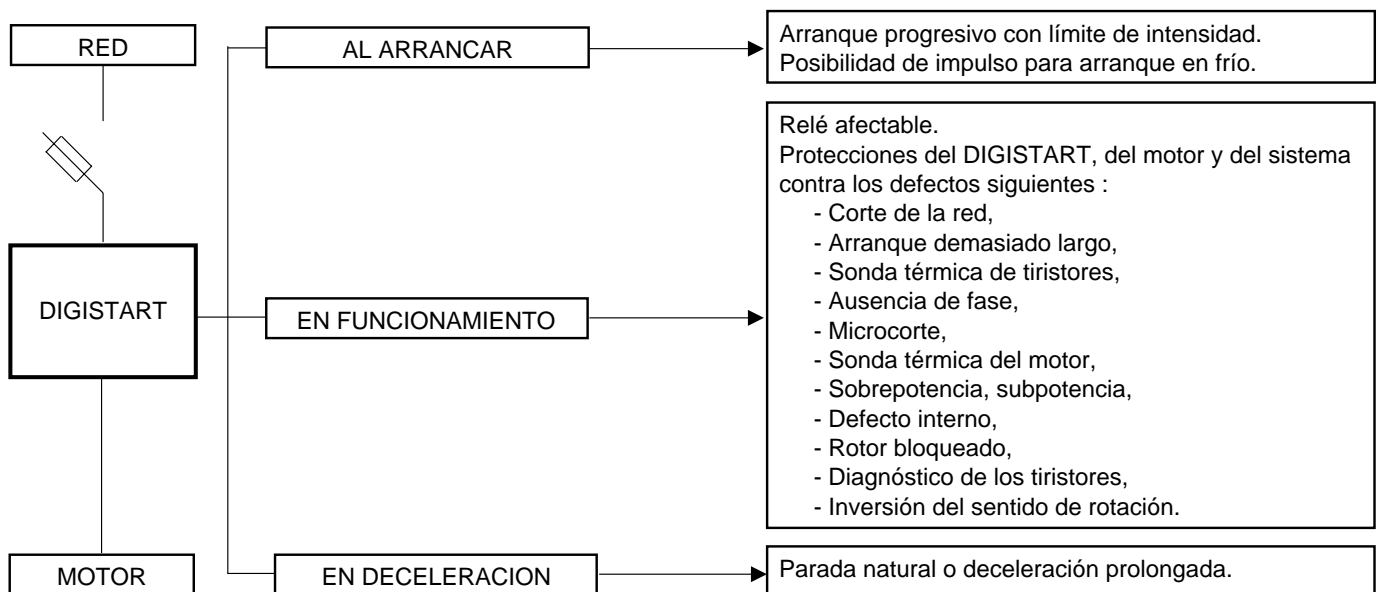 RED
AL ARRANCAR
Arranque progresivo con límite de intensidad.
Posibilidad de impulso para arranque en frío.
DIGISTART
EN FUNCIONAMIENTO
Relé afectable.
Protecciones del DIGISTART, del motor y del sistema
contra los defectos siguientes :
- Corte de la red,
- Arranque demasiado largo,
- Sonda térmica de tiristores,
- Ausencia de fase,
- Microcorte,
- Sonda térmica del motor,
- Sobrepotencia, subpotencia,
- Defecto interno,
- Rotor bloqueado,
- Diagnóstico de los tiristores,
- Inversión del sentido de rotación.
MOTOR
EN DECELERACION
Parada natural o deceleración prolongada.